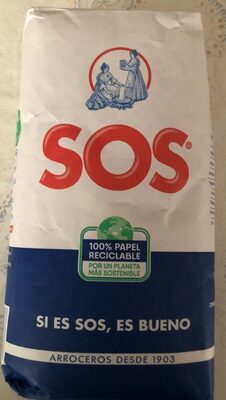 SOS®
100% PAPEL
RECICLABLE
POR UN PLANETA
MÁS SOSTENIBLE
SI ES SOS, ES BUENO
ARROCEROS DESDE 1903